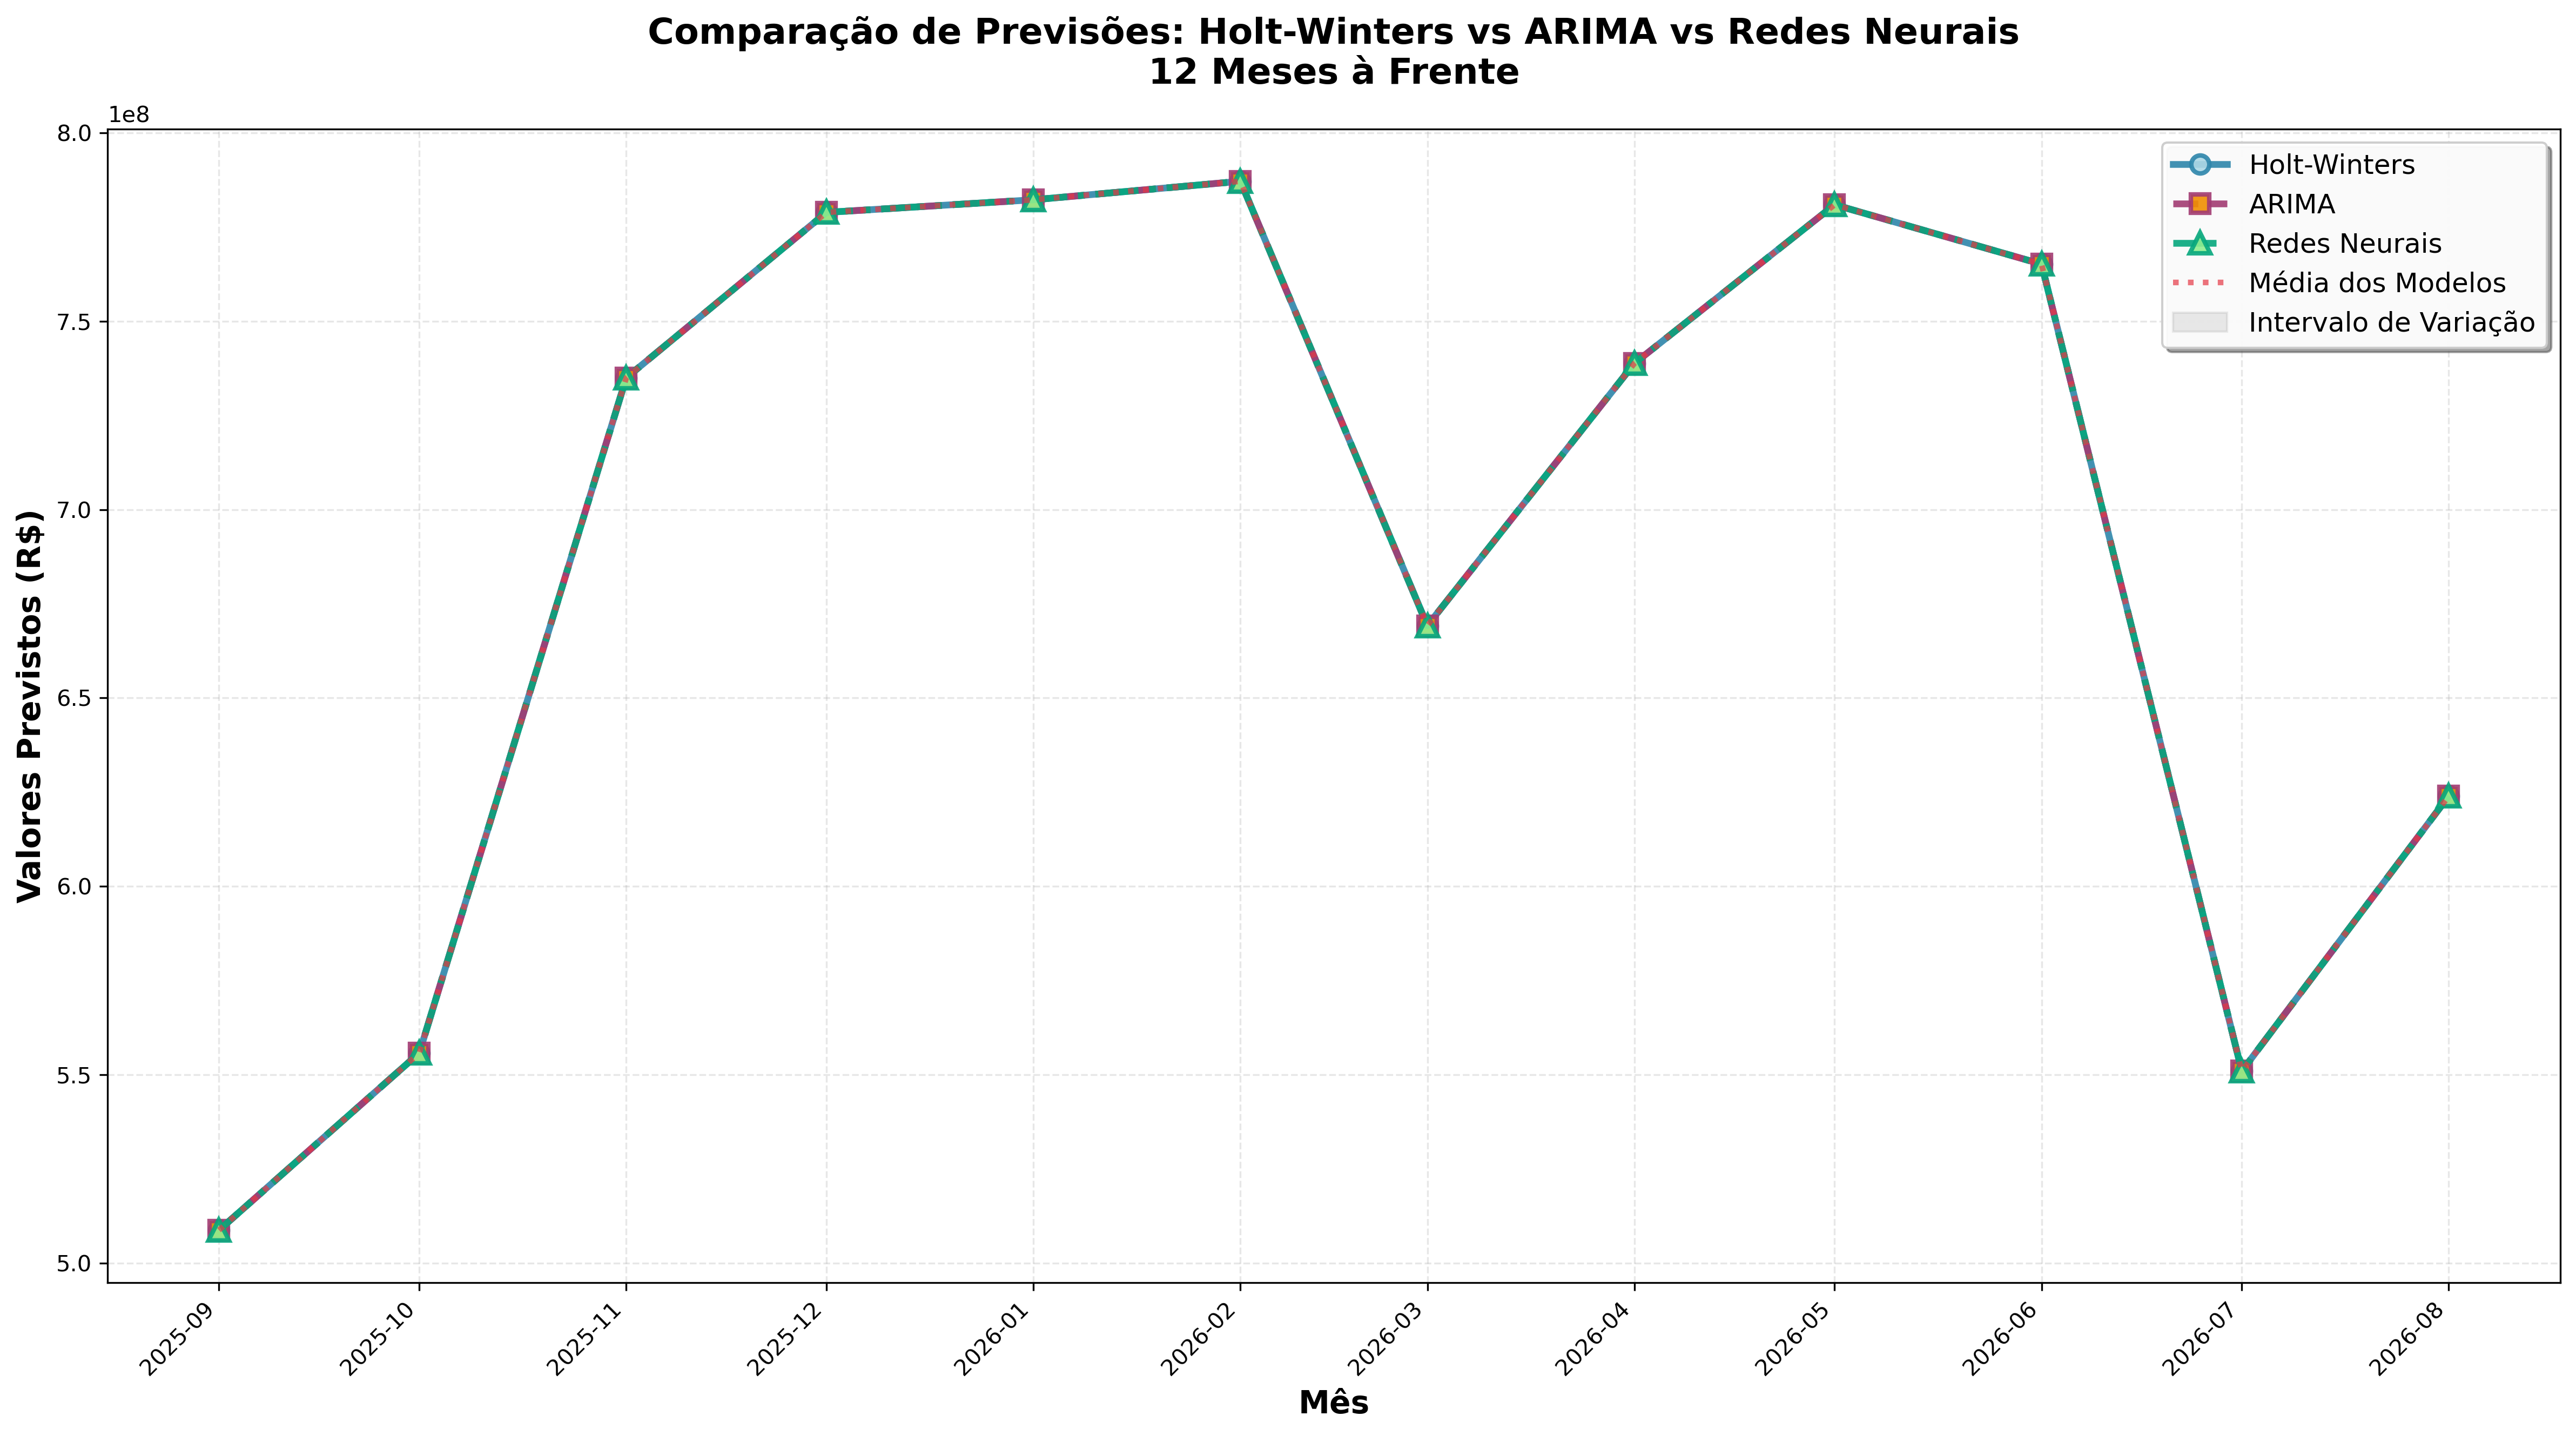 Comparação de Previsões: Holt-Winters vs ARIMA vs Redes Neurais
12 Meses à Frente
1e8
8.0
7.5
7.0
6.5
6.0
5.5
5.0
Valores Previstos (R$)
Holt-Winters
ARIMA
Redes Neurais
Média dos Modelos
Intervalo de Variação
2025-09
2025-10
2025-11
2025-12
2026-01
2026-02
2026-03
2026-04
2026-05
2026-06
2026-07
2026-08
Mês